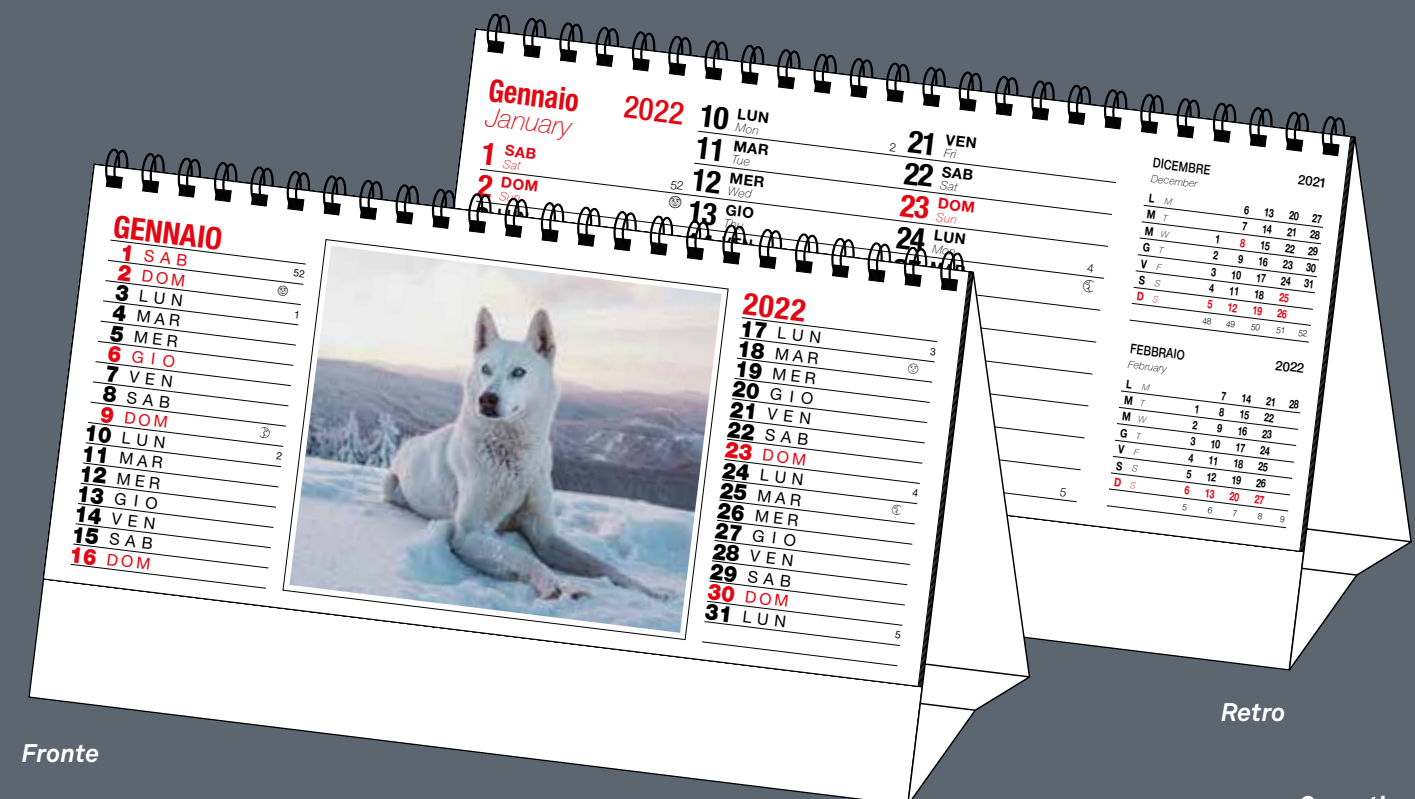 Gennaio 2022
January
1 SAB
Sat
2 DOM 52
10 LUN
Mon 2
11 MAR
Tue
12 MER
Wed
13 GIO
21 VEN
Fri
22 SAB
Sat
23 DOM
Sun
24 LUN
Mon 4
5
DICEMBRE 2021
December
L M 6 13 20 27
M T 7 14 21 28
M W 1 8 15 22 29
G T 2 9 16 23 30
V F 3 10 17 24 31
S S 4 11 18 25
D S 5 12 19 26
48 49 50 51 52
FEBBRAIO 2022
February
L M 7 14 21 28
M T 1 8 15 22
M W 2 9 16 23
G T 3 10 17 24
V F 4 11 18 25
S S 5 12 19 26
D S 6 13 20 27
5 6 7 8 9
Retro
GENNAIO
1 SAB 52
2 DOM
3 LUN 1
4 MAR
5 MER
6 GIO
7 VEN
8 SAB
9 DOM
10 LUN 2
11 MAR
12 MER
13 GIO
14 VEN
15 SAB
16 DOM
2022
17 LUN 3
18 MAR
19 MER
20 GIO
21 VEN
22 SAB
23 DOM
24 LUN 4
25 MAR
26 MER
27 GIO
28 VEN
29 SAB
30 DOM
31 LUN 5
Fronte